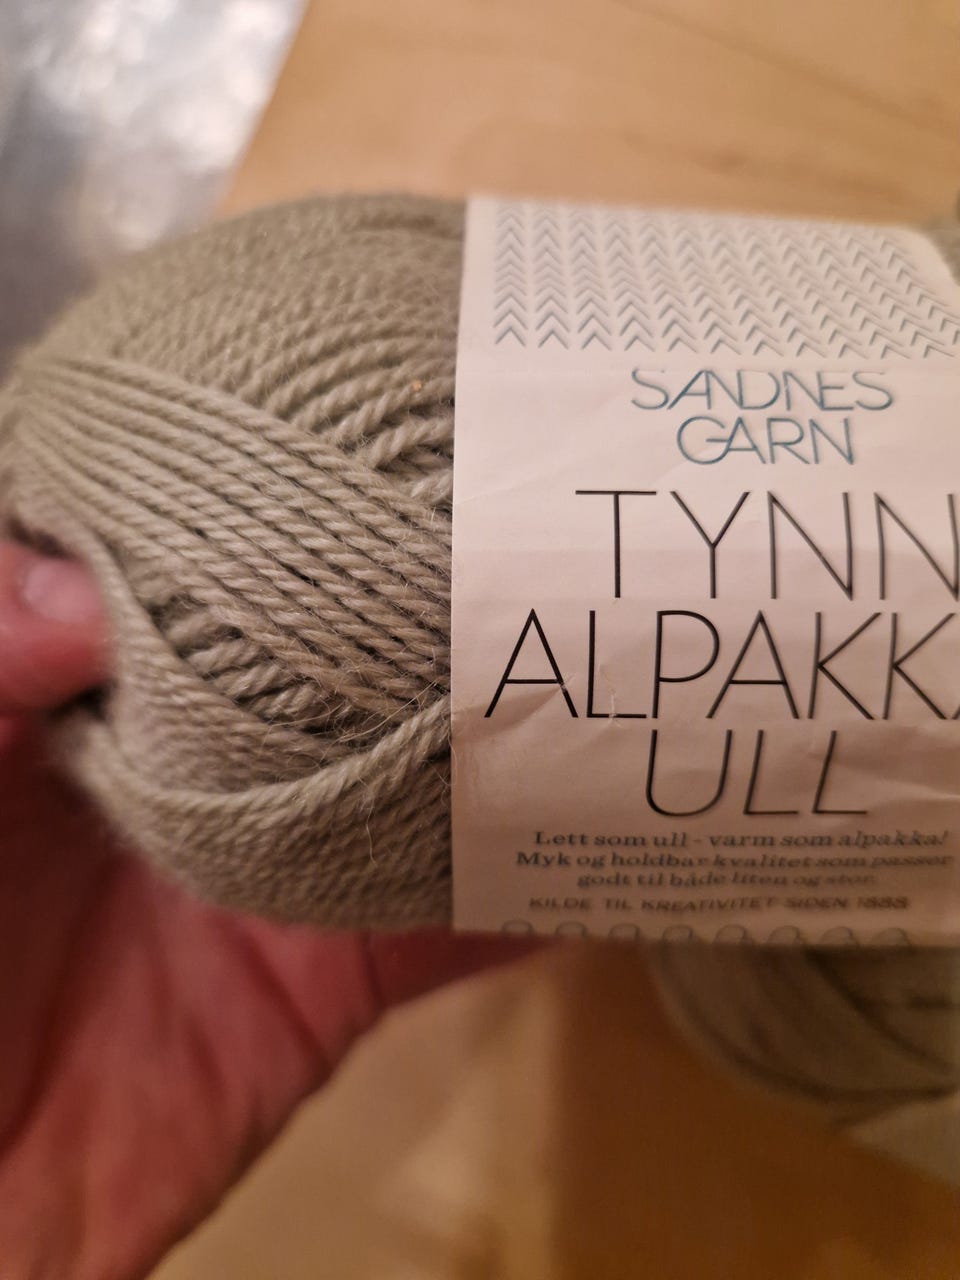 SANDNES
GARN
TYNN
ALPAKKA
ULL
Lett som ull - varm som alpakka!
Myk og holdbar kvalitet som passer
godt til både liten og stor.
KILDE TIL KREATIVITET SIDEN 1888